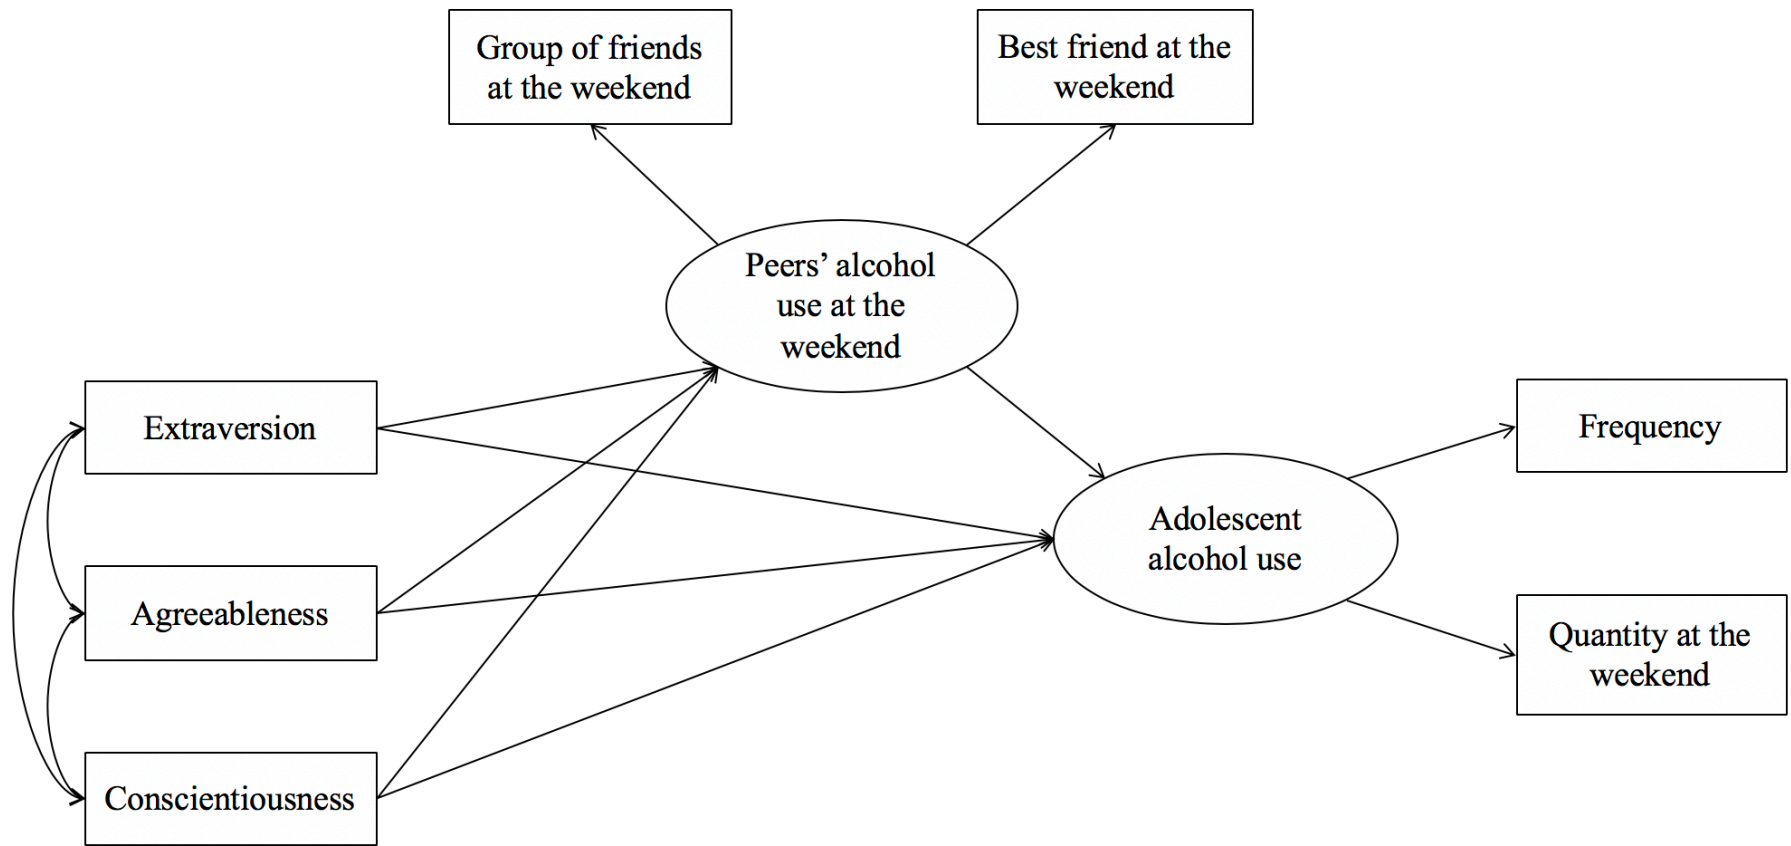 Group of friends
at the weekend
Best friend at the
weekend
Peers’ alcohol
use at the
weekend
Extraversion
Frequency
Adolescent
alcohol use
Agreeableness
Quantity at the
weekend
Conscientiousness